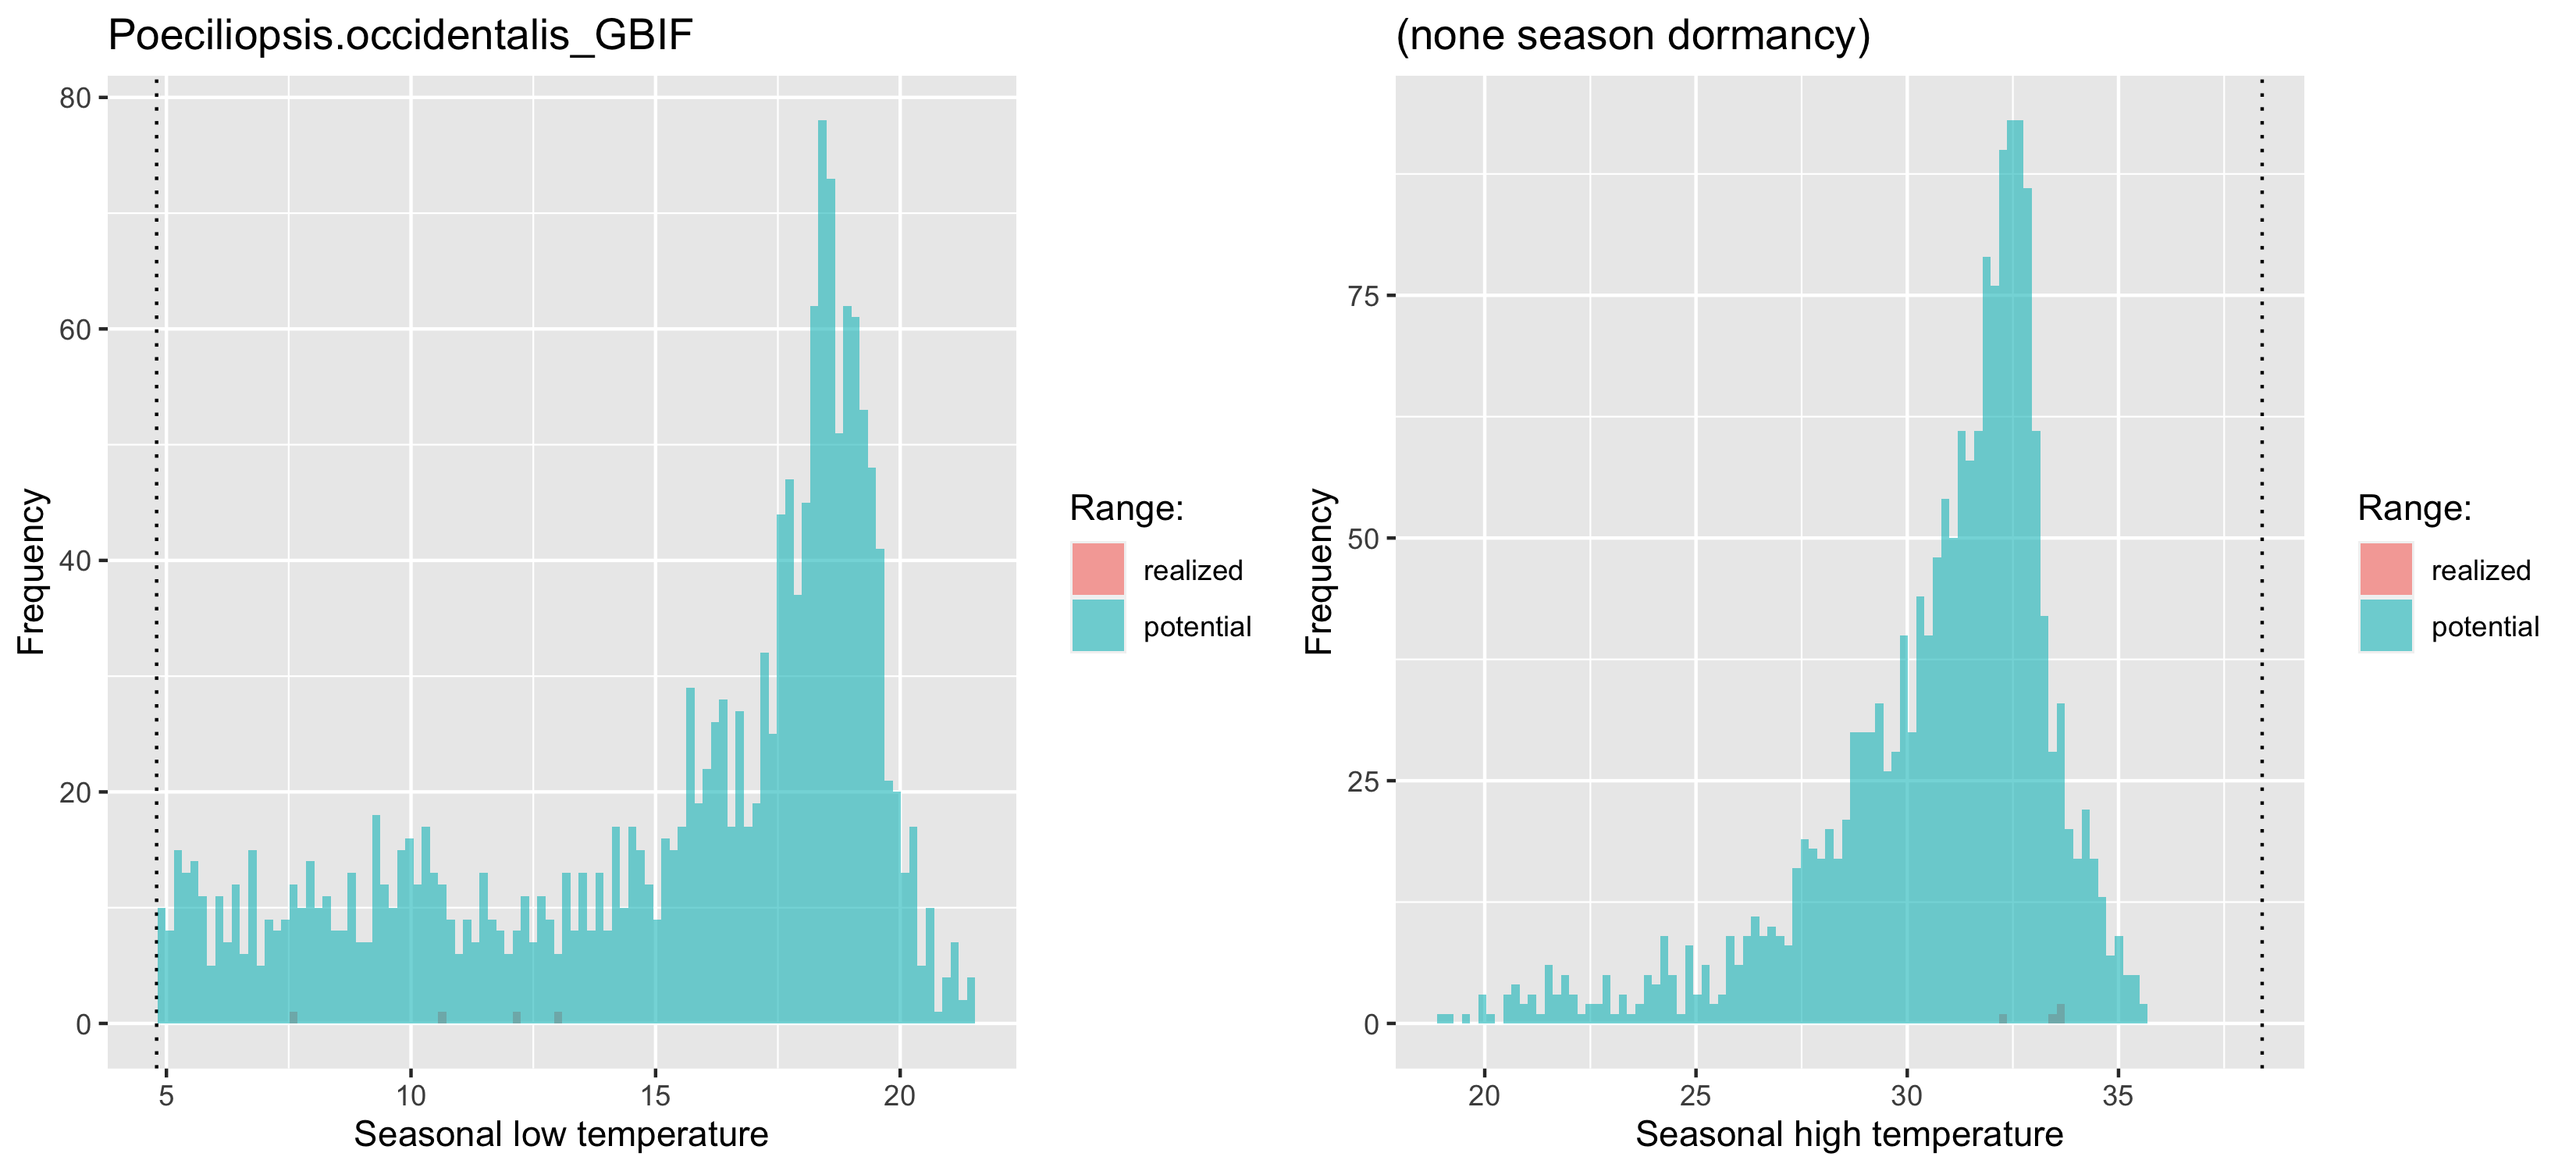 Poeciliopsis.occidentalis_GBIF
80
60
40
20
0
Frequency
5 10 15 20
Seasonal low temperature
Range:
realized
potential
(none season dormancy)
75
50
25
0
Frequency
20 25 30 35
Seasonal high temperature
Range:
realized
potential